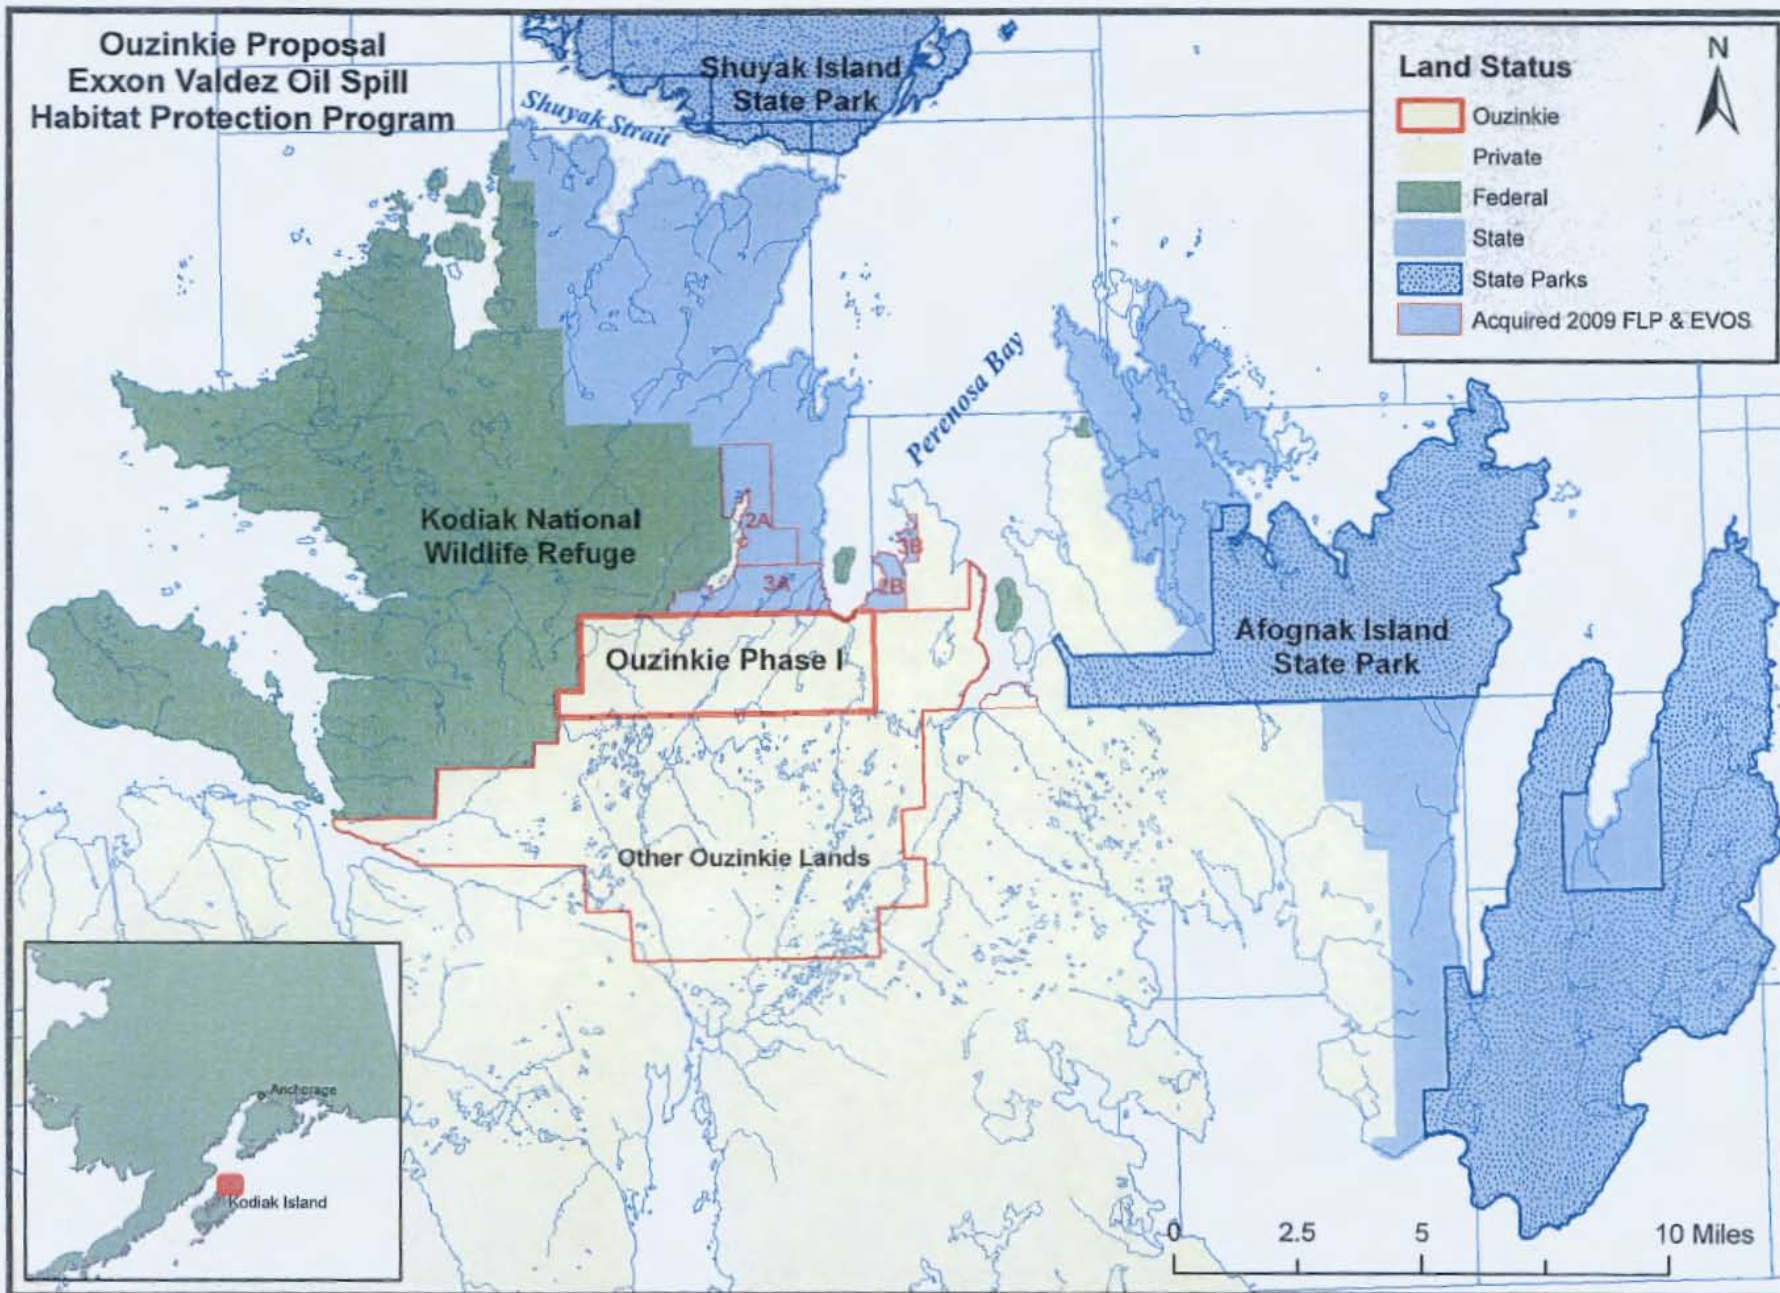 Ouzinkie Proposal
Exxon Valdez Oil Spill
Habitat Protection Program
Shuyak Island
State Park
Shuyak Strait
Land Status
N
Ouzinkie
Private
Federal
State
State Parks
Acquired 2009 FLP & EVOS
Perenosa Bay
Kodiak National
Wildlife Refuge
2A
3B
3A
2B
Ouzinkie Phase I
Afognak Island
State Park
Other Ouzinkie Lands
Anchorage
Kodiak Island
0 2.5 5 10 Miles